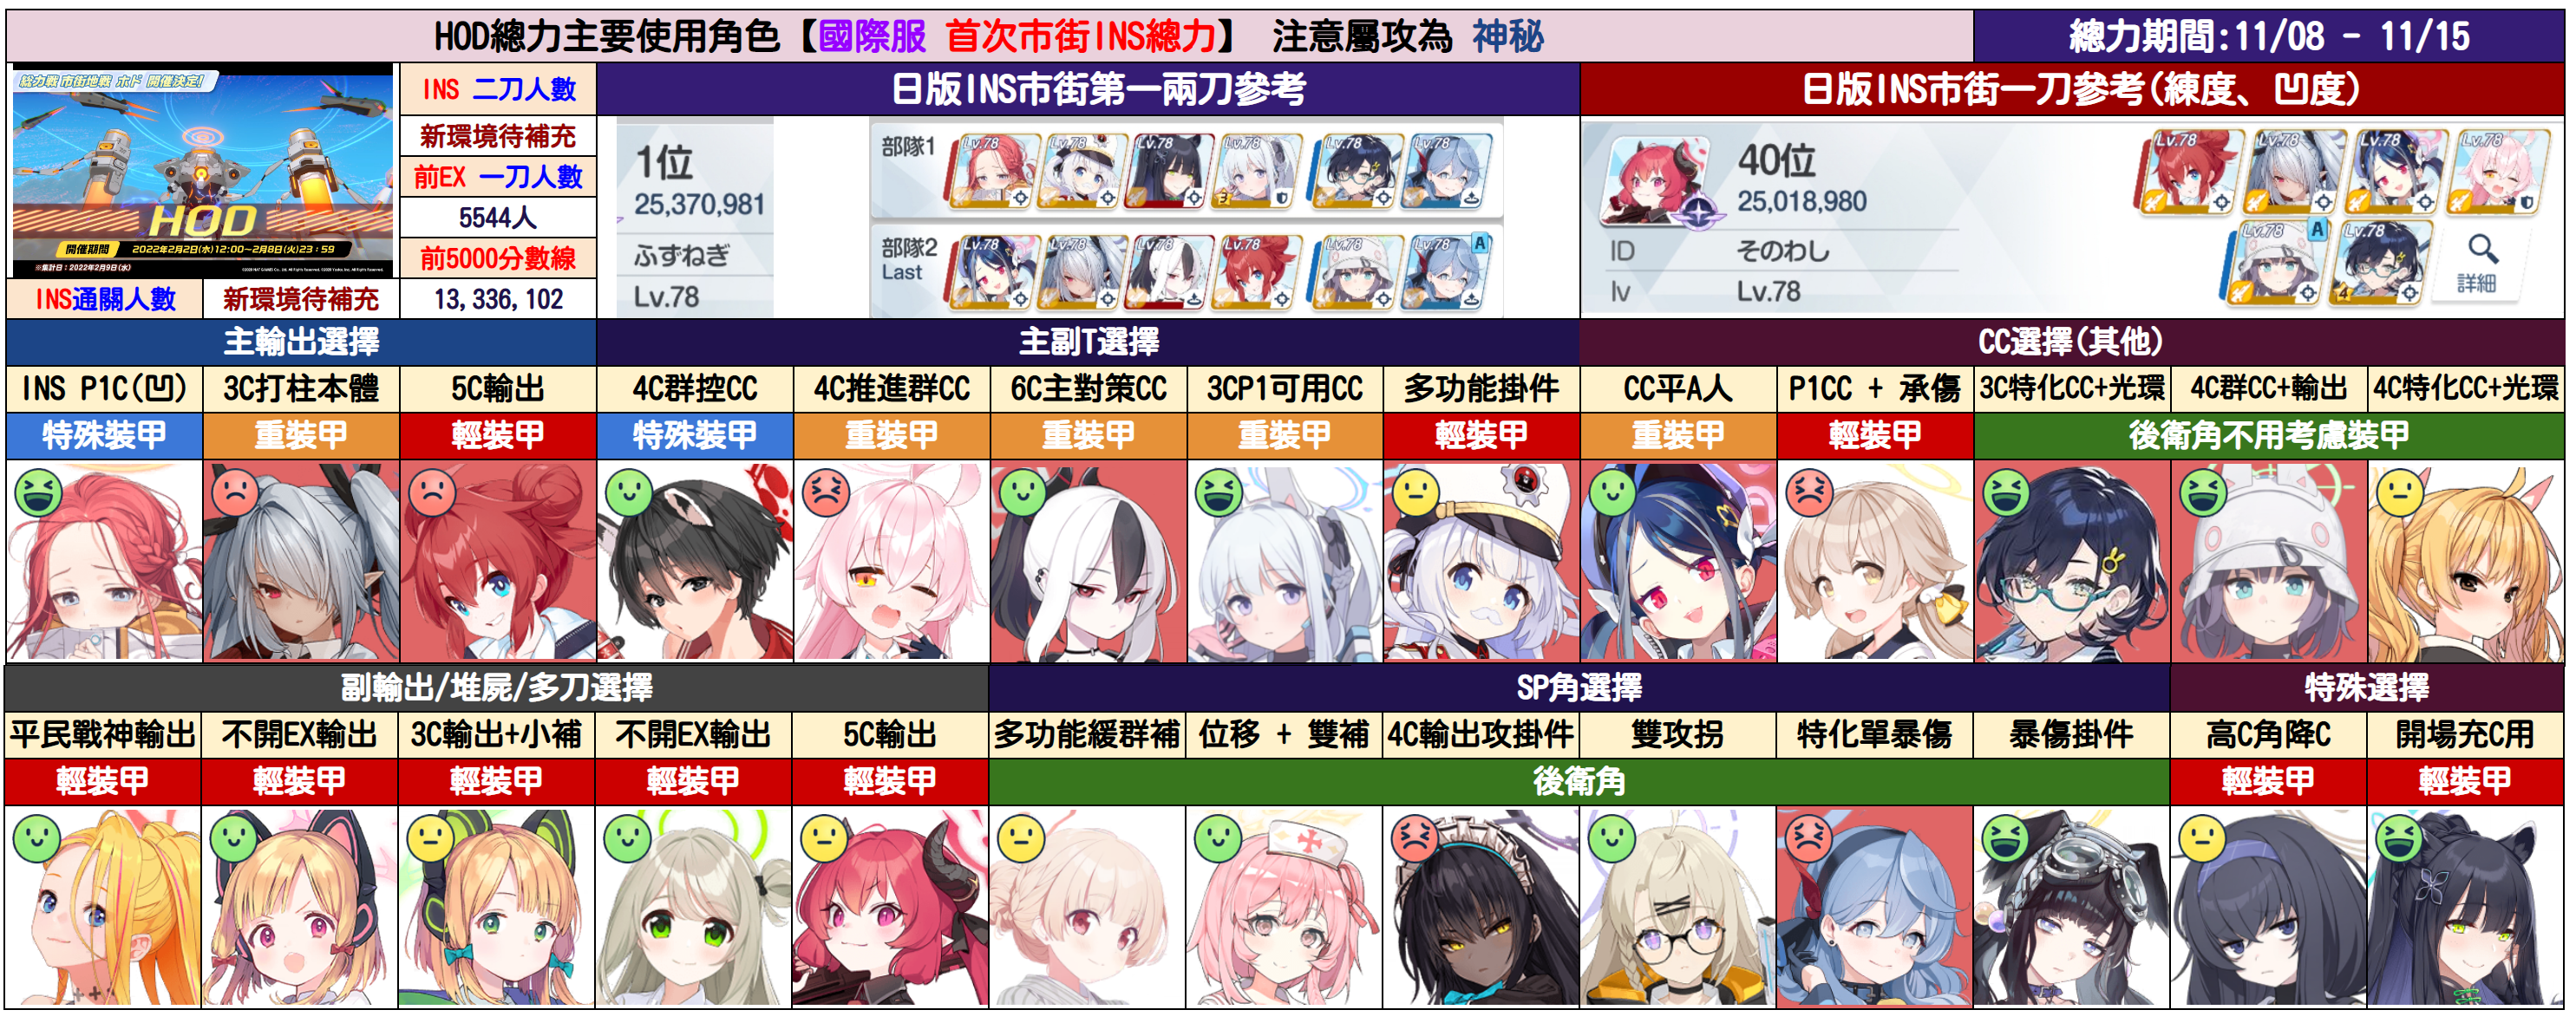 HOD總力主要使用角色【國際服 首次市街INS總力】 注意屬攻為 神秘
總力期間:11/08 - 11/15
総力戦 市街地戦 ホド 開催決定!
HOD
開催期間 2022年2月2日(水)12:00~2月8日(火)23:59
※集計日:2022年2月9日(水)
INS 二刀人數
新環境待補充
前EX 一刀人數
5544人
前5000分數線
INS通關人數
新環境待補充
13,336,102
日版INS市街第一兩刀參考
1位
25,370,981
ふずねぎ
Lv.78
部隊1
Lv.78 Lv.78 Lv.78 Lv.78 Lv.78 Lv.78
3
部隊2
Last
Lv.78 Lv.78 Lv.78 Lv.78 Lv.78 Lv.78
A
日版INS市街一刀參考(練度、凹度)
40位
25,018,980
ID そのわし
lv Lv.78
Lv.78 Lv.78 Lv.78 Lv.78
Lv.78 A Lv.78
4
詳細
主輸出選擇
主副T選擇
CC選擇(其他)
INS P1C(凹)
3C打柱本體
5C輸出
4C群控CC
4C推進群CC
6C主對策CC
3CP1可用CC
多功能掛件
CC平A人
P1CC + 承傷
3C特化CC+光環
4C群CC+輸出
4C特化CC+光環
特殊裝甲
重裝甲
輕裝甲
特殊裝甲
重裝甲
重裝甲
重裝甲
輕裝甲
重裝甲
輕裝甲
後衛角不用考慮裝甲
副輸出/堆屍/多刀選擇
SP角選擇
特殊選擇
平民戰神輸出
不開EX輸出
3C輸出+小補
不開EX輸出
5C輸出
多功能緩群補
位移 + 雙補
4C輸出攻掛件
雙攻拐
特化單暴傷
暴傷掛件
高C角降C
開場充C用
輕裝甲
輕裝甲
輕裝甲
輕裝甲
輕裝甲
後衛角
輕裝甲
輕裝甲